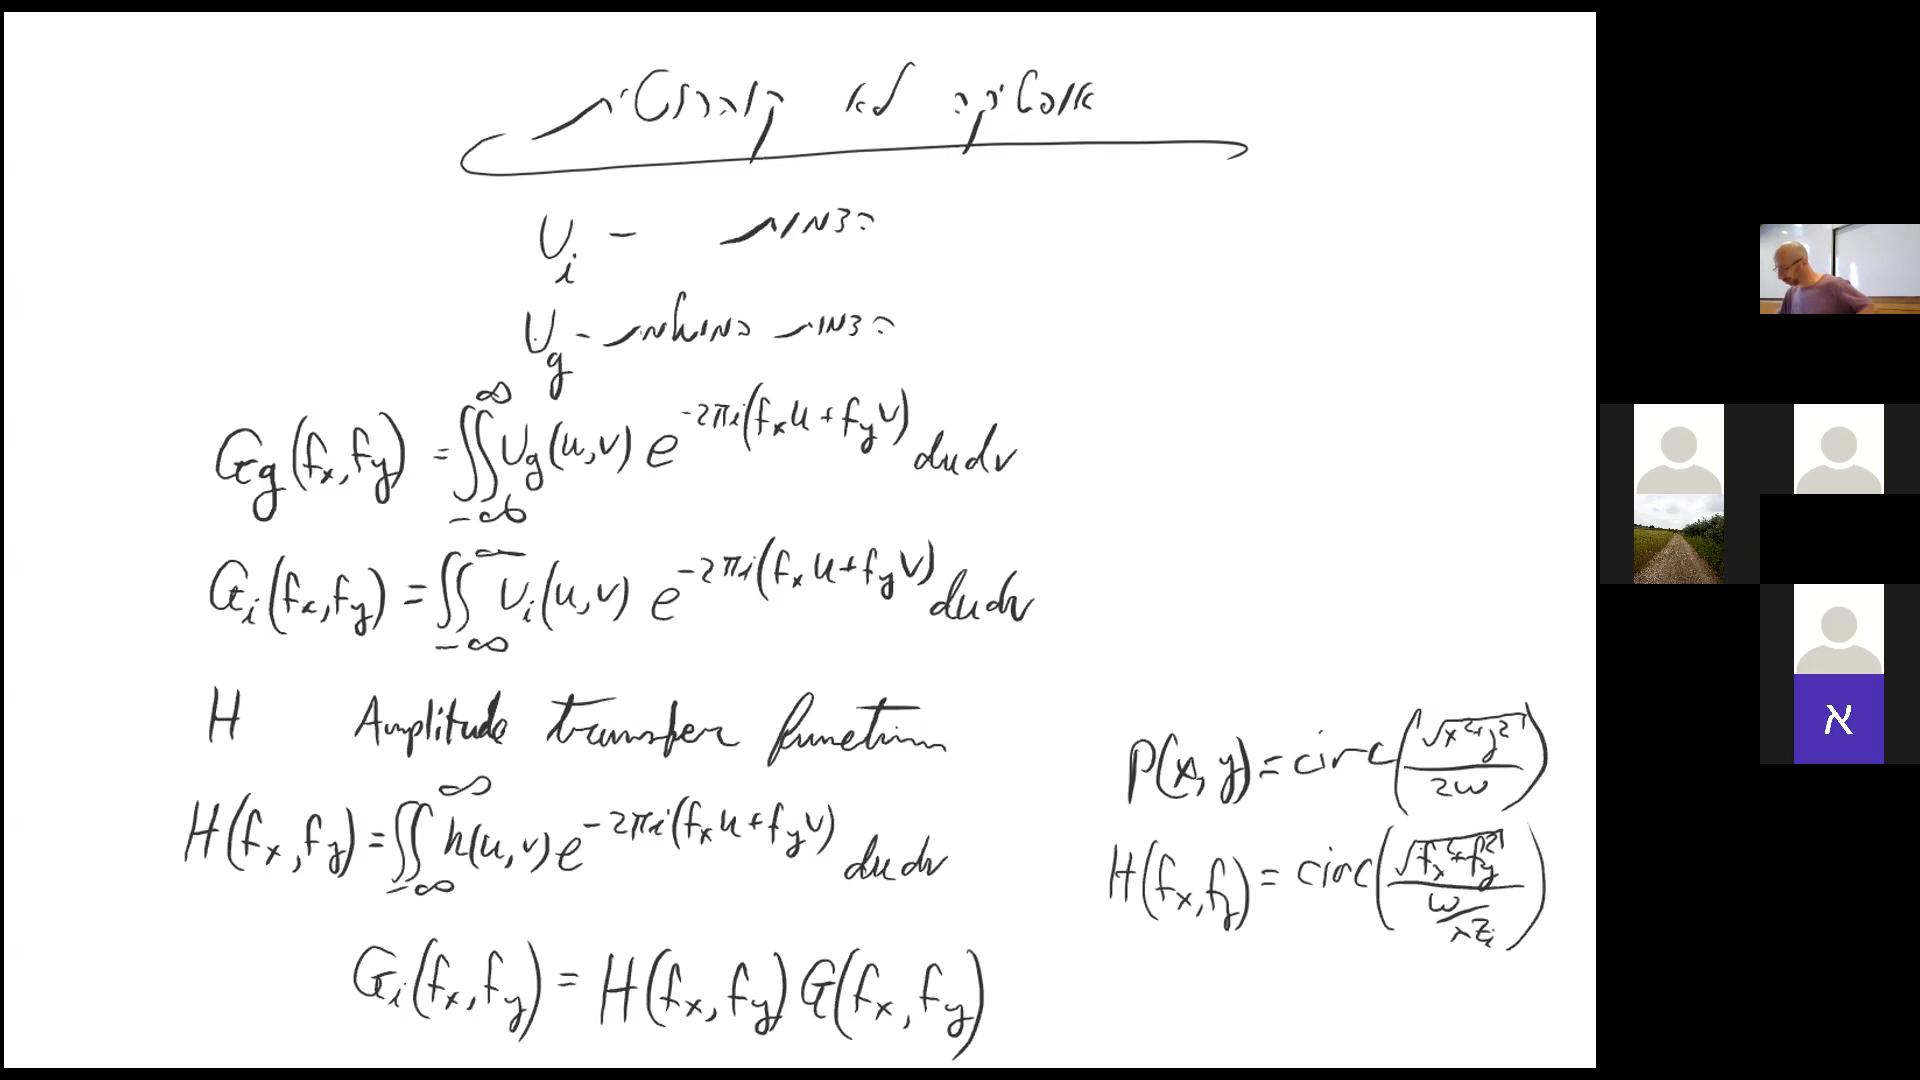 אנליזה של קוהרנטית
U_i - תמונה
U_g - תמונה גאומטרית
G_g(f_x, f_y) = ∬_{-∞}^{∞} U_g(u,v) e^{-2πi(f_x u + f_y v)} du dv
G_i(f_x, f_y) = ∬_{-∞}^{∞} U_i(u,v) e^{-2πi(f_x u + f_y v)} du dv
H Amplitude transfer function
H(f_x, f_y) = ∬_{-∞}^{∞} h(u,v) e^{-2πi(f_x u + f_y v)} du dv
G_i(f_x, f_y) = H(f_x, f_y) G(f_x, f_y)
P(x, y) = circ(√(x²+y²) / 2w)
H(f_x, f_y) = circ(√(f_x²+f_y²) / (w/λz_i))
א